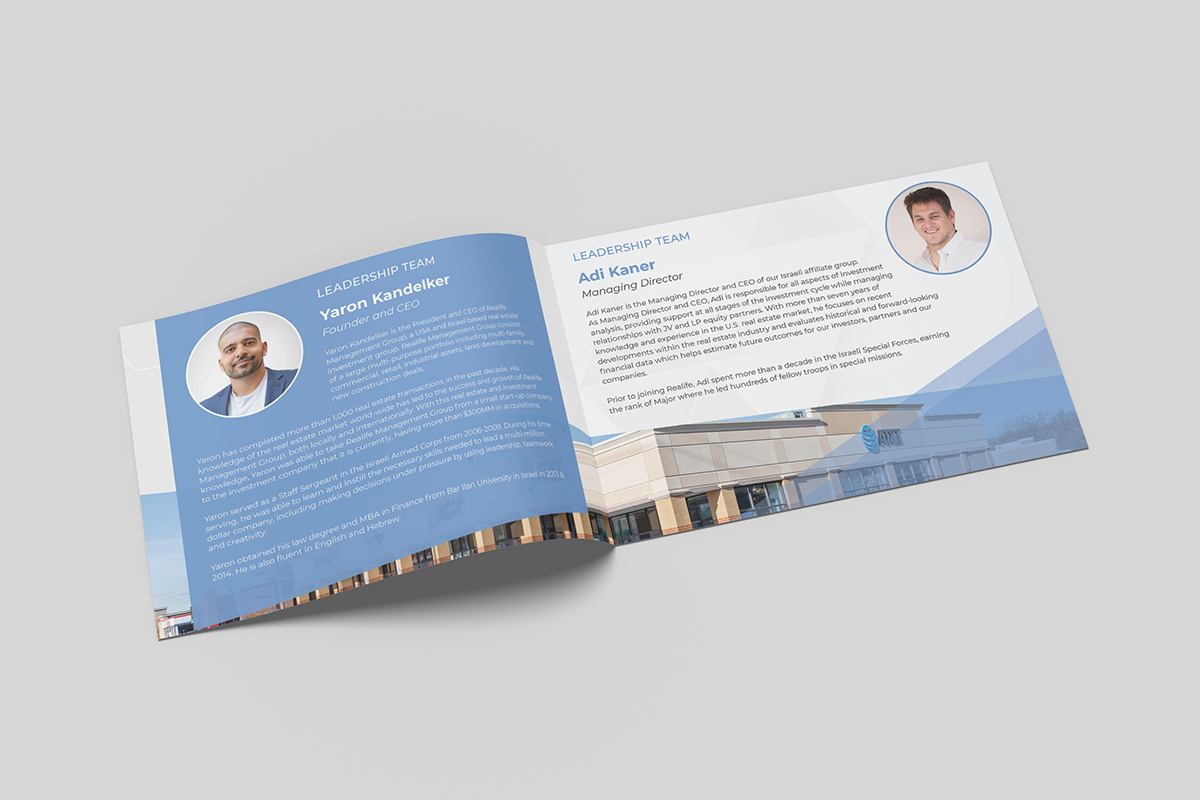 LEADERSHIP TEAM
Yaron Kandelker
Founder and CEO
Yaron Kandelker is the President and CEO of Realife
Management Group, a USA and Israel based real estate
investment group. Realife Management Group consists
of a large multi-purpose portfolio including multi family,
commercial, retail, industrial assets, land development and
new construction deals.
Yaron has completed more than 1,000 real estate transactions in the past decade. His
knowledge of the real estate market world-wide has led to the success and growth of Realife
Management Group, both locally and internationally. With this real estate and investment
knowledge, Yaron was able to take Realife Management Group from a small start-up company
to the investment company that it is currently, having more than $300MM in acquisitions.
Yaron served as a Staff Sergeant in the Israeli Armed Corps from 2006-2009. During his time
serving, he was able to learn and instill the necessary skills needed to lead a multi-million
dollar company, including making decisions under pressure by using leadership, teamwork
and creativity.
Yaron obtained his law degree and MBA in Finance from Bar Ilan University in Israel in 2013 &
2014. He is also fluent in English and Hebrew.
LEADERSHIP TEAM
Adi Kaner
Managing Director
Adi Kaner is the Managing Director and CEO of our Israeli affiliate group.
As Managing Director and CEO, Adi is responsible for all aspects of investment
analysis, providing support at all stages of the investment cycle while managing
relationships with JV and LP equity partners. With more than seven years of
knowledge and experience in the U.S. real estate market, he focuses on recent
developments within the real estate industry and evaluates historical and forward-looking
financial data which helps estimate future outcomes for our investors, partners and our
companies.
Prior to joining Realife, Adi spent more than a decade in the Israeli Special Forces, earning
the rank of Major where he led hundreds of fellow troops in special missions.
AT&T